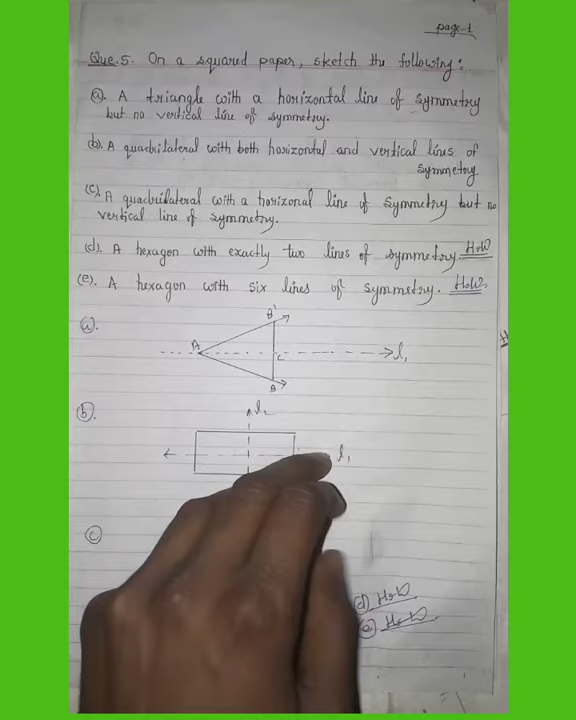 page-1
Que.5. On a squared paper, sketch the following:
(a). A triangle with a horizontal line of symmetry
but no vertical line of symmetry.
(b). A quadrilateral with both horizontal and vertical lines of
symmetry.
(c). A quadrilateral with a horizonal line of symmetry but no
vertical line of symmetry.
(d). A hexagon with exactly two lines of symmetry. H.W
(e). A hexagon with six lines of symmetry. H.W.
(a).
B'
A
C
l₁
B
(b).
l₂
l₁
(c)
(d) H.W
(e) H.W